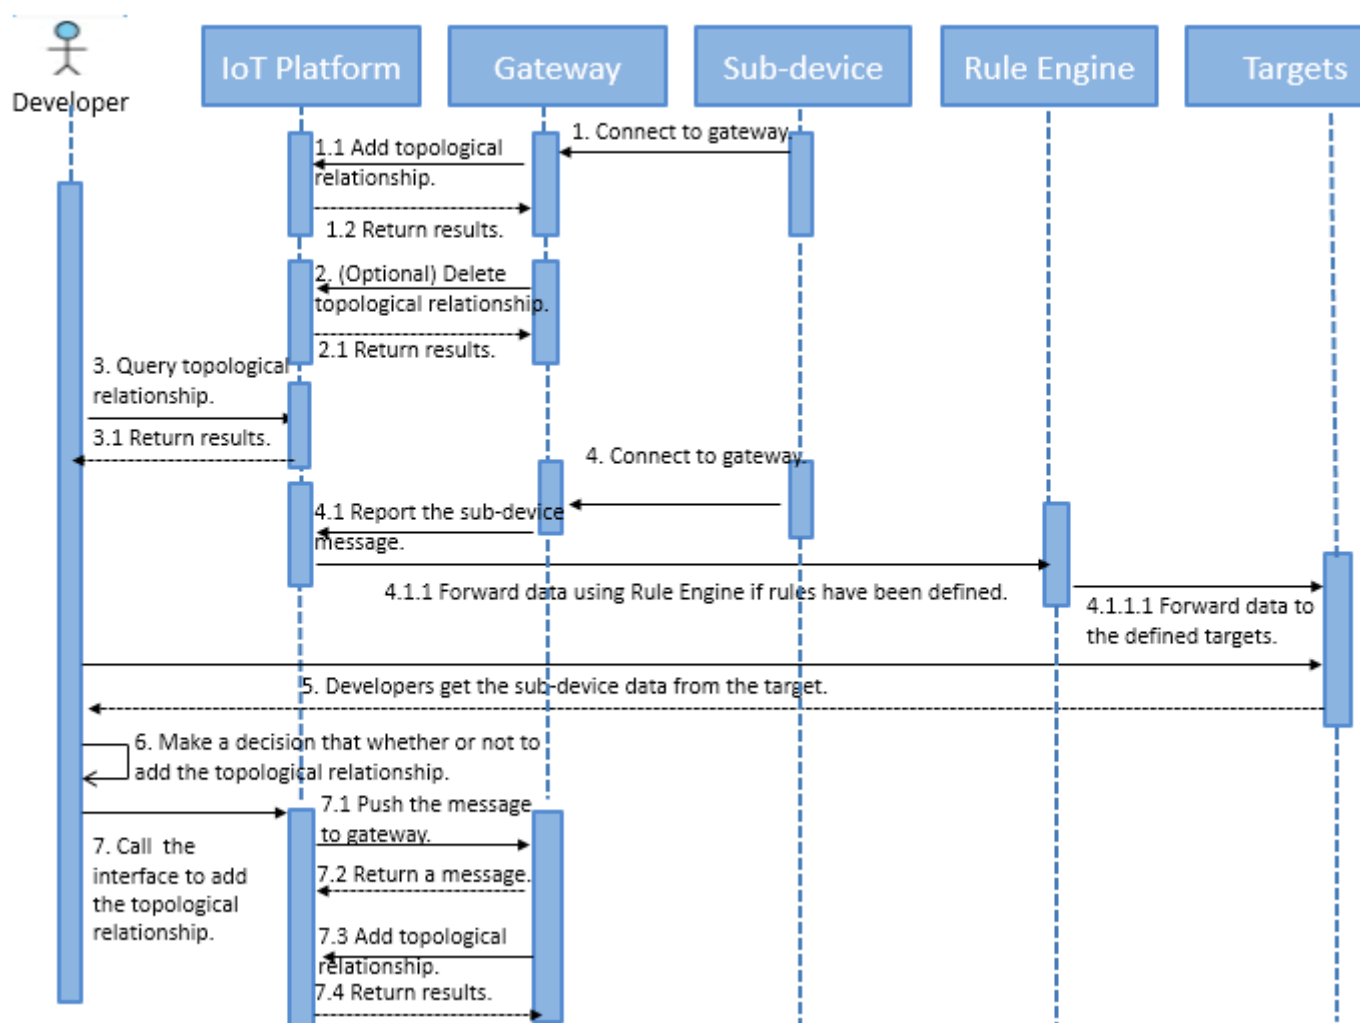 Developer
IoT Platform
Gateway
Sub-device
Rule Engine
Targets
1. Connect to gateway.
1.1 Add topological
relationship.
1.2 Return results.
2. (Optional) Delete
topological relationship.
2.1 Return results.
3. Query topological
relationship.
3.1 Return results.
4. Connect to gateway.
4.1 Report the sub-device
message.
4.1.1 Forward data using Rule Engine if rules have been defined.
4.1.1.1 Forward data to
the defined targets.
5. Developers get the sub-device data from the target.
6. Make a decision that whether or not to
add the topological relationship.
7. Call the
interface to add
the topological
relationship.
7.1 Push the message
to gateway.
7.2 Return a message.
7.3 Add topological
relationship.
7.4 Return results.